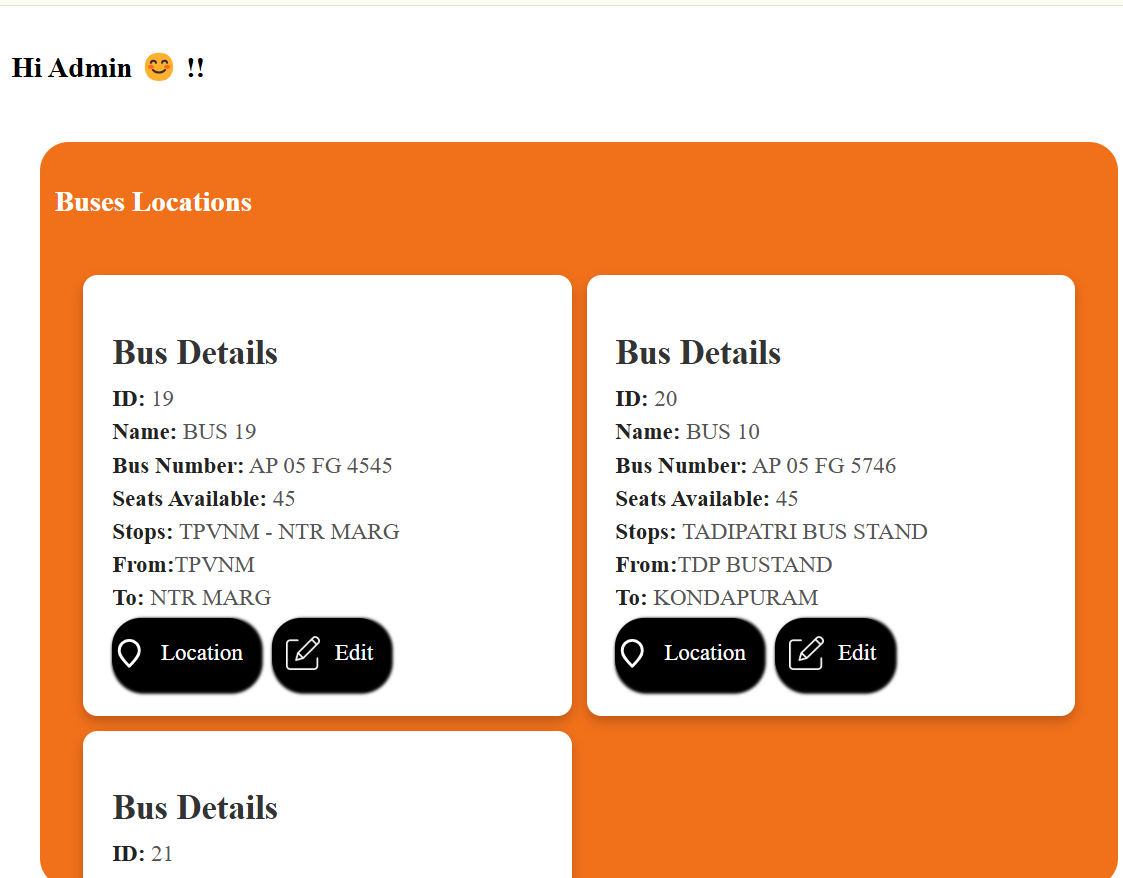 Hi Admin 😊 !!
Buses Locations
Bus Details
ID: 19
Name: BUS 19
Bus Number: AP 05 FG 4545
Seats Available: 45
Stops: TPVNM - NTR MARG
From:TPVNM
To: NTR MARG
Location
Edit
Bus Details
ID: 20
Name: BUS 10
Bus Number: AP 05 FG 5746
Seats Available: 45
Stops: TADIPATRI BUS STAND
From:TDP BUSTAND
To: KONDAPURAM
Location
Edit
Bus Details
ID: 21